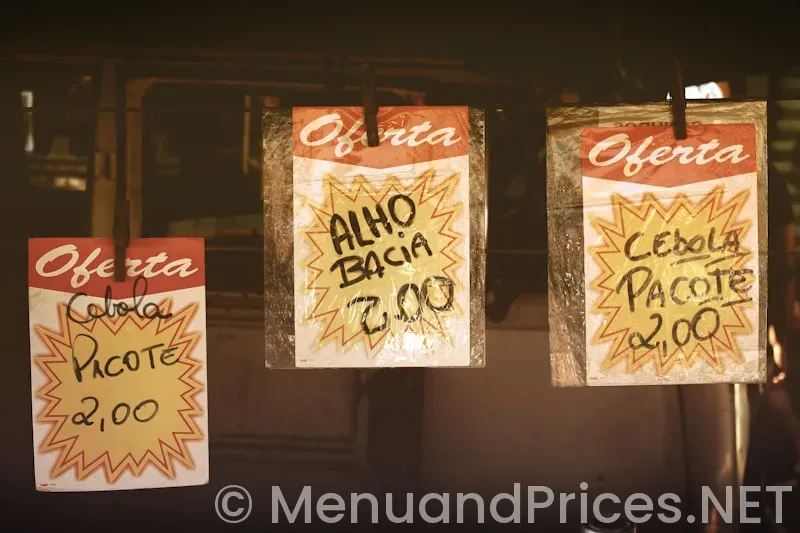 Oferta
Cebola
PACOTE
2,00
Oferta
ALHO
BACIA
2,00
Oferta
CEBOLA
PACOTE
2,00
© MenuandPrices.NET